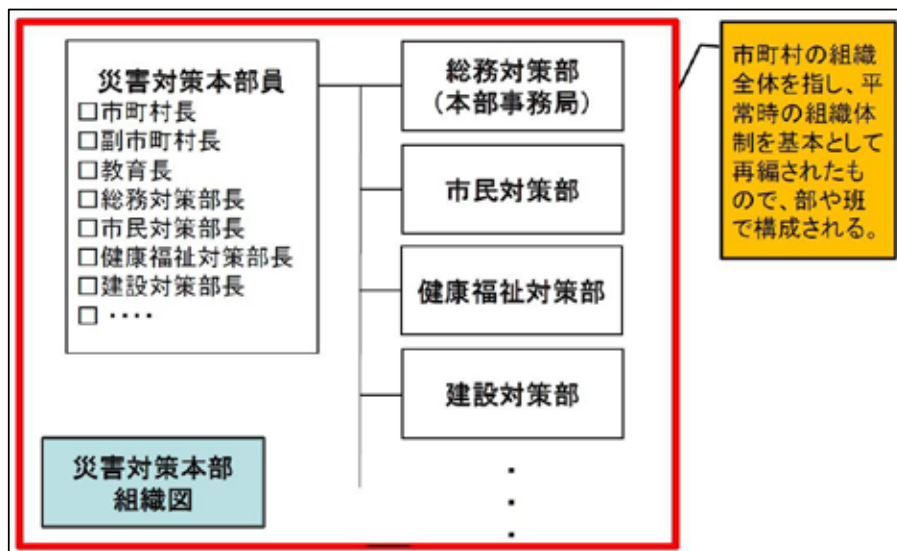 災害対策本部員
□市町村長
□副市町村長
□教育長
□総務対策部長
□市民対策部長
□健康福祉対策部長
□建設対策部長
□・・・・
総務対策部
（本部事務局）
市民対策部
健康福祉対策部
建設対策部
・
・
・
災害対策本部
組織図
市町村の組織
全体を指し、平
常時の組織体
制を基本として
再編されたも
ので、部や班
で構成される。